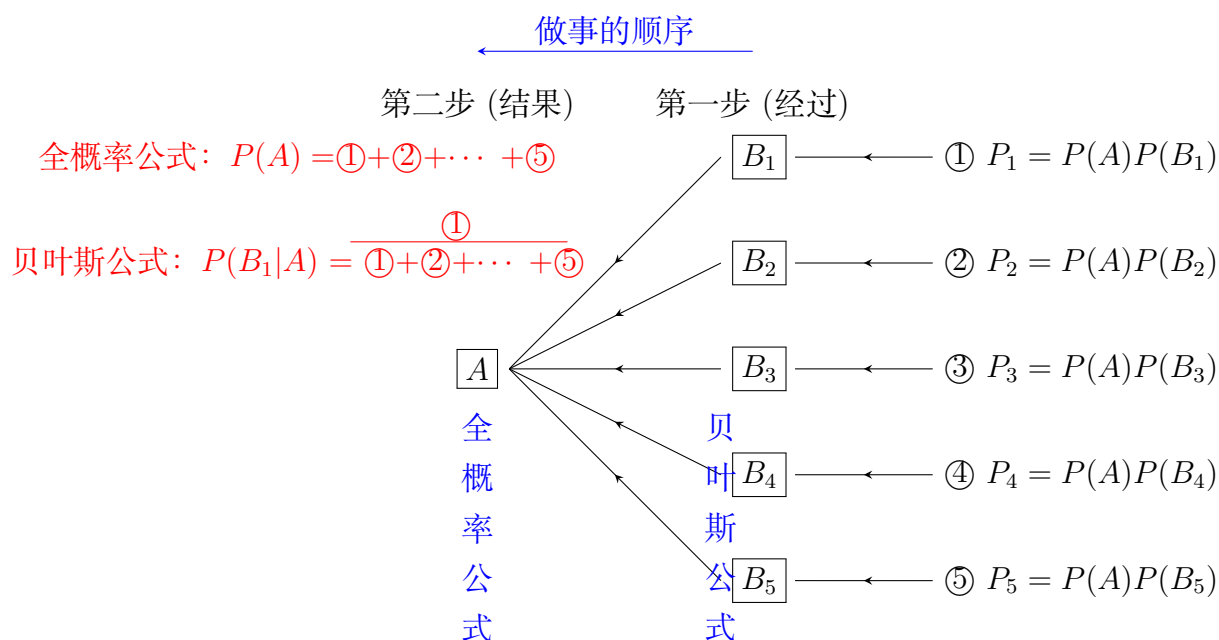 做事的顺序
第二步 (结果) 第一步 (经过)
全概率公式：P(A) =①+②+⋯ +⑤
B₁ ① P₁ = P(A)P(B₁)
贝叶斯公式：P(B₁|A) = ① / ①+②+⋯ +⑤
B₂ ② P₂ = P(A)P(B₂)
A
B₃ ③ P₃ = P(A)P(B₃)
B₄ ④ P₄ = P(A)P(B₄)
B₅ ⑤ P₅ = P(A)P(B₅)
全概率公式
贝叶斯公式